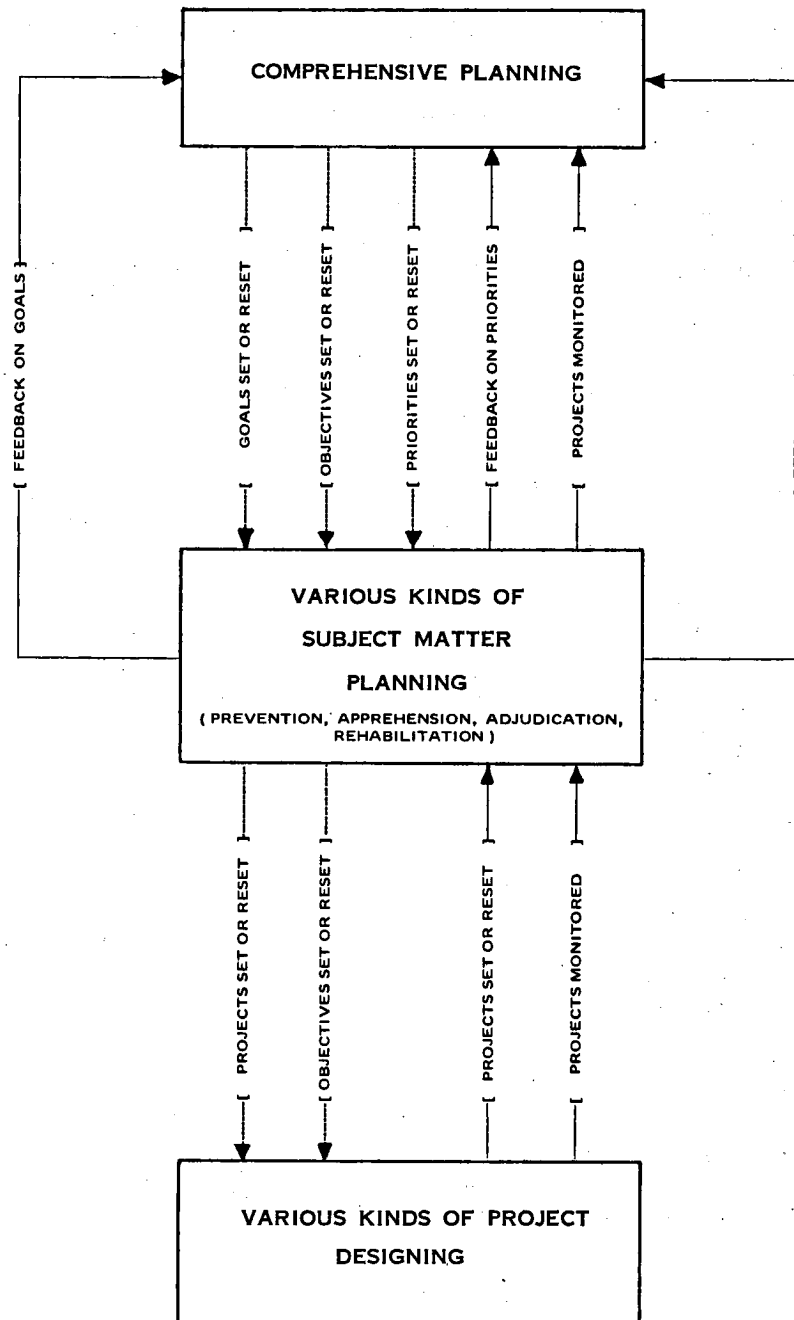 COMPREHENSIVE PLANNING
[ FEEDBACK ON GOALS ]
[ GOALS SET OR RESET ]
[ OBJECTIVES SET OR RESET ]
[ PRIORITIES SET OR RESET ]
[ FEEDBACK ON PRIORITIES ]
[ PROJECTS MONITORED ]
VARIOUS KINDS OF
SUBJECT MATTER
PLANNING
( PREVENTION, APPREHENSION, ADJUDICATION,
REHABILITATION )
[ PROJECTS SET OR RESET ]
[ OBJECTIVES SET OR RESET ]
[ PROJECTS SET OR RESET ]
[ PROJECTS MONITORED ]
VARIOUS KINDS OF PROJECT
DESIGNING